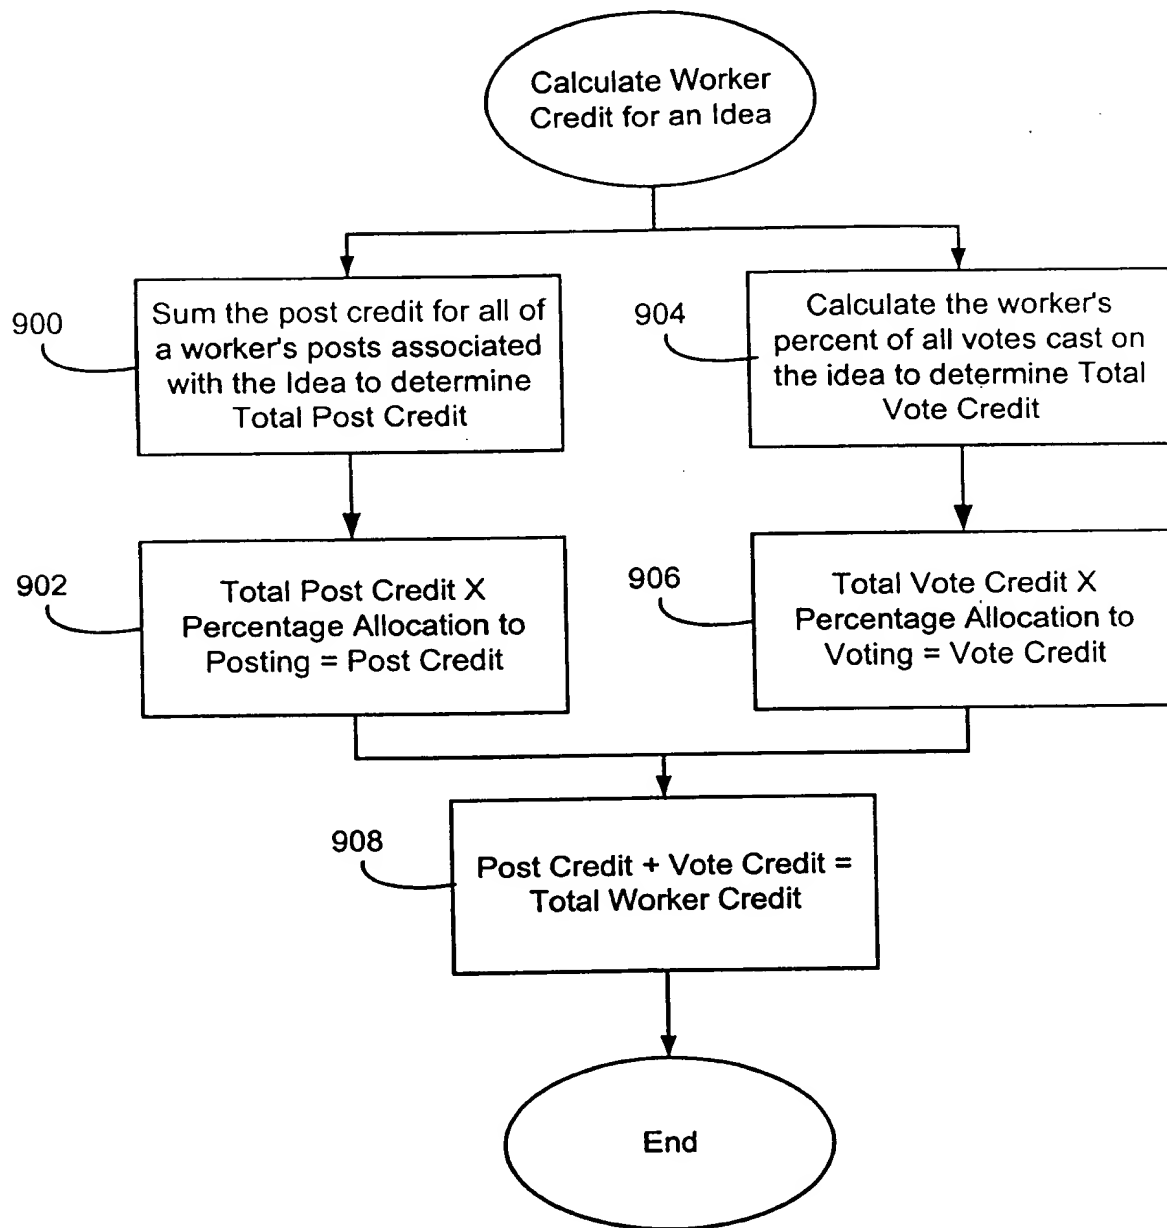 Calculate Worker
Credit for an Idea
900
Sum the post credit for all of
a worker's posts associated
with the Idea to determine
Total Post Credit
904
Calculate the worker's
percent of all votes cast on
the idea to determine Total
Vote Credit
902
Total Post Credit X
Percentage Allocation to
Posting = Post Credit
906
Total Vote Credit X
Percentage Allocation to
Voting = Vote Credit
908
Post Credit + Vote Credit =
Total Worker Credit
End